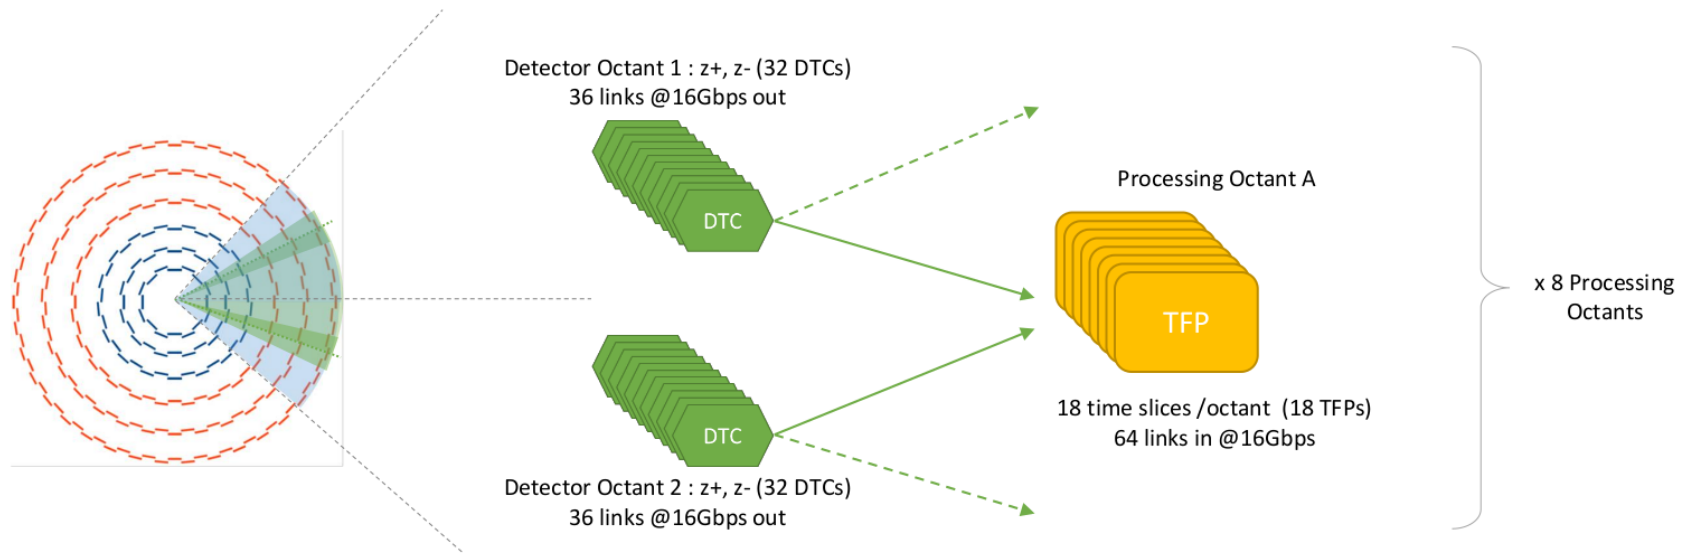 Detector Octant 1 : z+, z- (32 DTCs)
36 links @16Gbps out
DTC
Processing Octant A
TFP
x 8 Processing
Octants
18 time slices /octant  (18 TFPs)
64 links in @16Gbps
DTC
Detector Octant 2 : z+, z- (32 DTCs)
36 links @16Gbps out